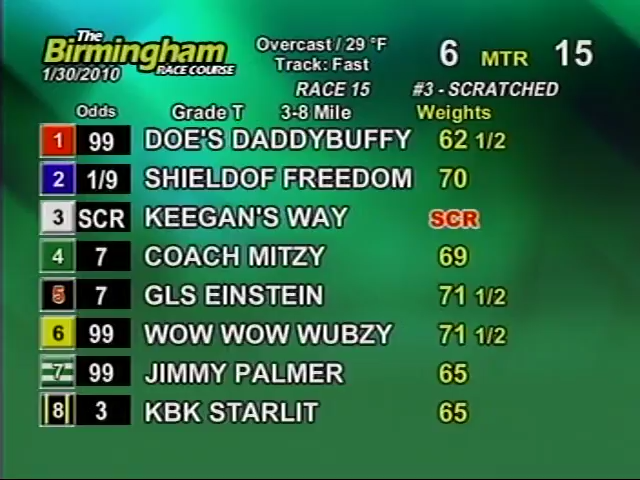 The
Birmingham
RACE COURSE
1/30/2010
Overcast / 29 °F
Track: Fast
6 MTR 15
RACE 15 #3 - SCRATCHED
Odds Grade T 3-8 Mile Weights
1 99 DOE'S DADDYBUFFY 62 1/2
2 1/9 SHIELDOF FREEDOM 70
3 SCR KEEGAN'S WAY SCR
4 7 COACH MITZY 69
5 7 GLS EINSTEIN 71 1/2
6 99 WOW WOW WUBZY 71 1/2
7 99 JIMMY PALMER 65
8 3 KBK STARLIT 65